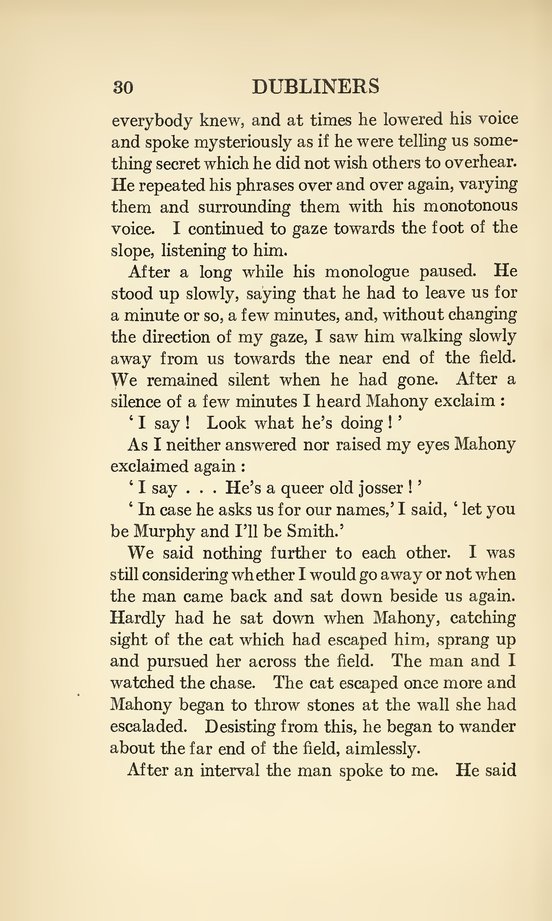 30 DUBLINERS
everybody knew, and at times he lowered his voice
and spoke mysteriously as if he were telling us some-
thing secret which he did not wish others to overhear.
He repeated his phrases over and over again, varying
them and surrounding them with his monotonous
voice. I continued to gaze towards the foot of the
slope, listening to him.
After a long while his monologue paused. He
stood up slowly, saying that he had to leave us for
a minute or so, a few minutes, and, without changing
the direction of my gaze, I saw him walking slowly
away from us towards the near end of the field.
We remained silent when he had gone. After a
silence of a few minutes I heard Mahony exclaim :
‘ I say ! Look what he’s doing ! ’
As I neither answered nor raised my eyes Mahony
exclaimed again :
‘ I say . . . He’s a queer old josser ! ’
‘ In case he asks us for our names,’ I said, ‘ let you
be Murphy and I’ll be Smith.’
We said nothing further to each other. I was
still considering whether I would go away or not when
the man came back and sat down beside us again.
Hardly had he sat down when Mahony, catching
sight of the cat which had escaped him, sprang up
and pursued her across the field. The man and I
watched the chase. The cat escaped once more and
Mahony began to throw stones at the wall she had
escaladed. Desisting from this, he began to wander
about the far end of the field, aimlessly.
After an interval the man spoke to me. He said